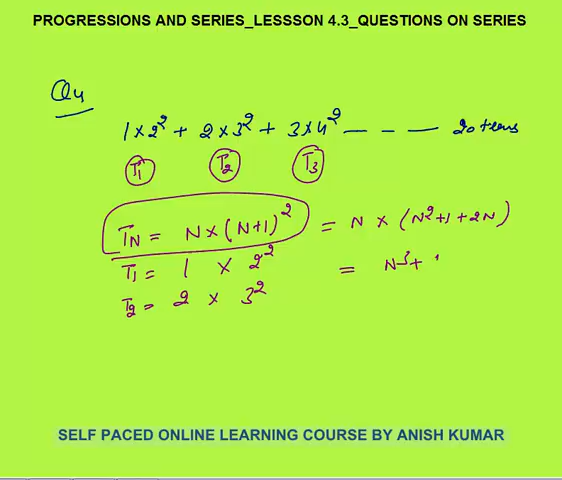 PROGRESSIONS AND SERIES_LESSSON 4.3_QUESTIONS ON SERIES
Q4
1 × 2² + 2 × 3² + 3 × 4² — — — 20 terms
T₁ T₂ T₃
T_N = N × (N+1)² = N × (N²+1+2N)
T₁ = 1 × 2² = N³+
T₂ = 2 × 3²
SELF PACED ONLINE LEARNING COURSE BY ANISH KUMAR